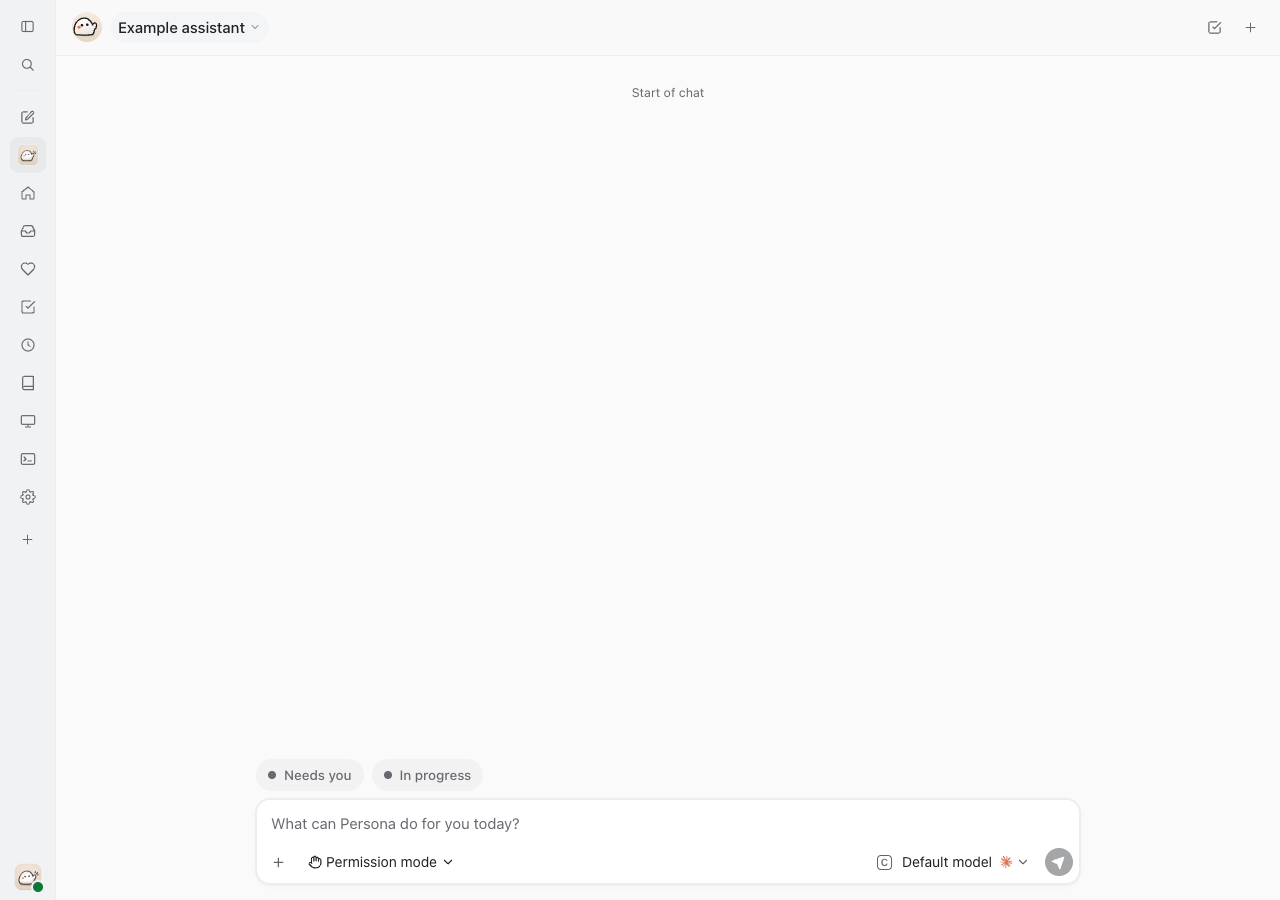 Example assistant
Start of chat
Needs you
In progress
What can Persona do for you today?
Permission mode
C
Default model